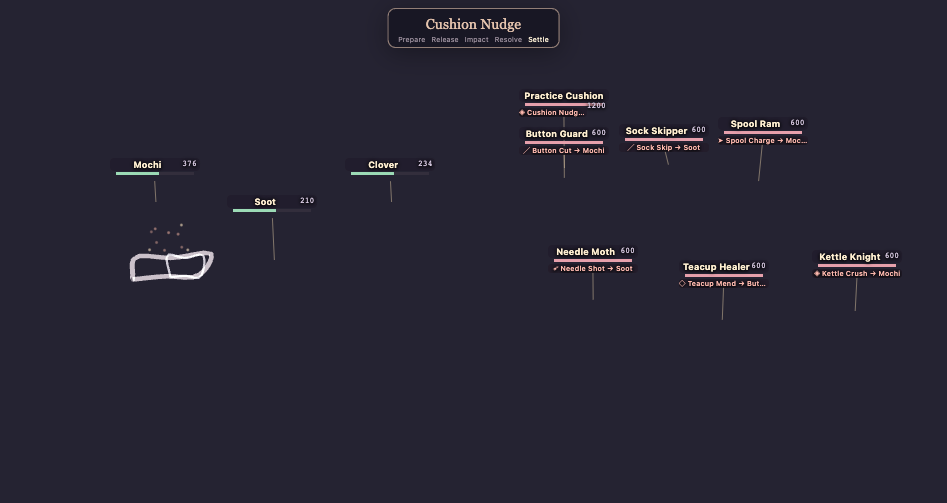 Cushion Nudge
Prepare Release Impact Resolve Settle
Practice Cushion
1200
◈ Cushion Nudg...
Button Guard 600
⟋ Button Cut → Mochi
Sock Skipper 600
⟋ Sock Skip → Soot
Spool Ram 600
➤ Spool Charge → Moc...
Mochi 376
Clover 234
Soot 210
Needle Moth 600
➶ Needle Shot → Soot
Teacup Healer 600
◇ Teacup Mend → But...
Kettle Knight 600
◈ Kettle Crush → Mochi